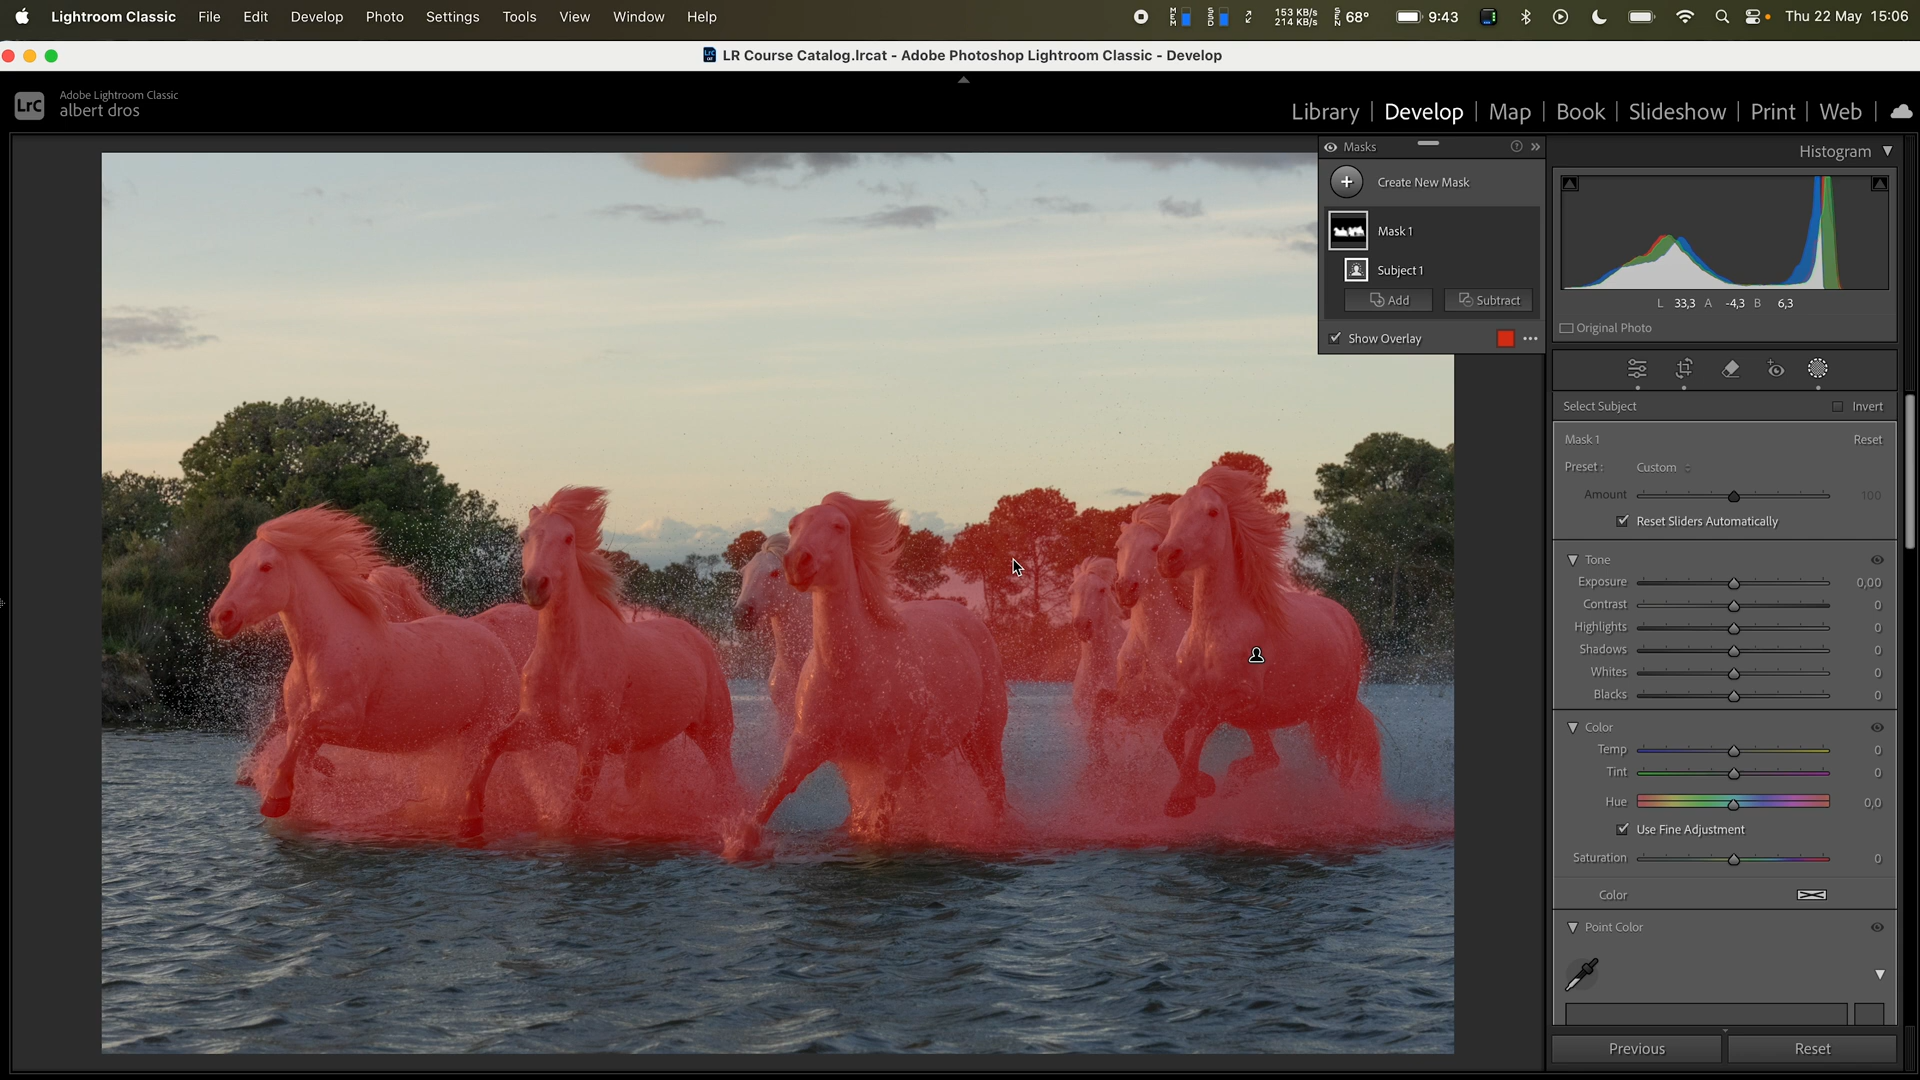 Lightroom Classic File Edit Develop Photo Settings Tools View Window Help
153 KB/s
214 KB/s
68°
9:43
Thu 22 May 15:06
LR Course Catalog.lrcat - Adobe Photoshop Lightroom Classic - Develop
LrC
Adobe Lightroom Classic
albert dros
Library | Develop | Map | Book | Slideshow | Print | Web
Masks
Create New Mask
Mask 1
Subject 1
Add
Subtract
Show Overlay
Histogram
L 33,3 A -4,3 B 6,3
Original Photo
Select Subject
Invert
Mask 1
Reset
Preset : Custom
Amount 100
Reset Sliders Automatically
Tone
Exposure 0,00
Contrast 0
Highlights 0
Shadows 0
Whites 0
Blacks 0
Color
Temp 0
Tint 0
Hue 0,0
Use Fine Adjustment
Saturation 0
Color
Point Color
Previous
Reset